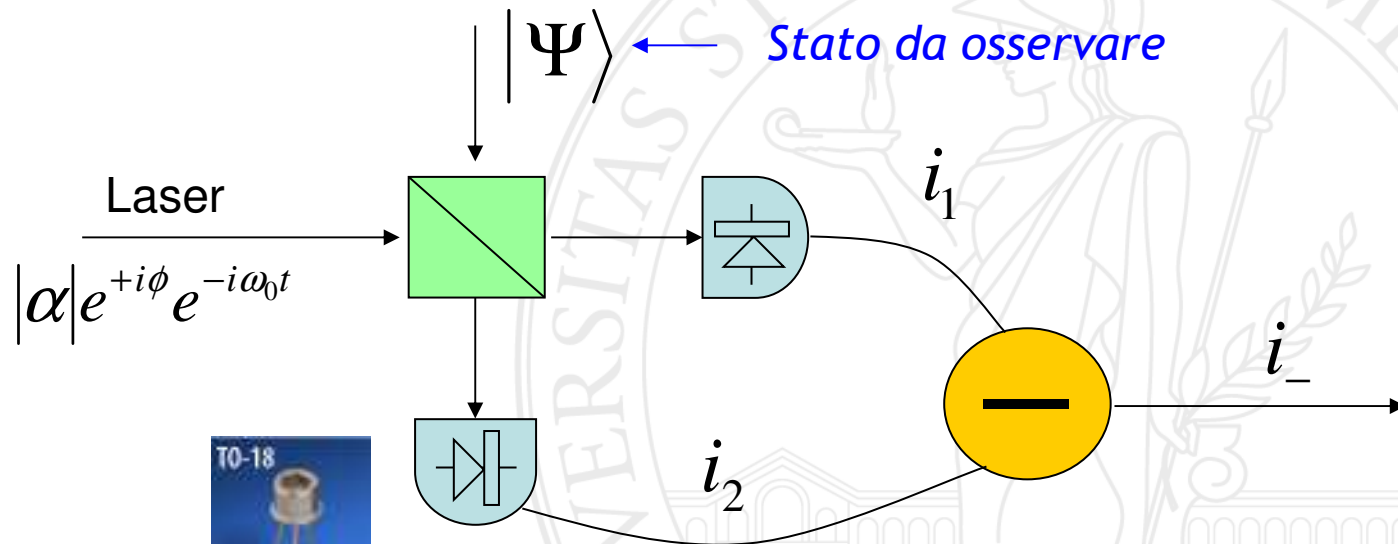 |Ψ⟩
Stato da osservare
Laser
|α|e^{+iφ} e^{-iω₀t}
i₁
i₂
i₋
TO-18